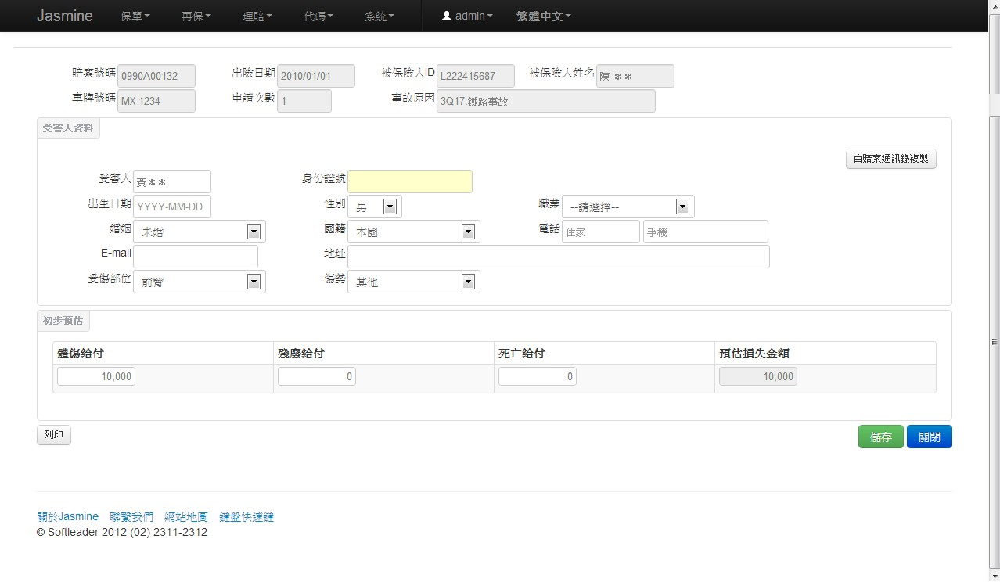 Jasmine 保單 再保 理賠 代碼 系統 admin 繁體中文
賠案號碼 0990A00132 出險日期 2010/01/01 被保險人ID L222415687 被保險人姓名 陳 ＊＊
車牌號碼 MX-1234 申請次數 1 事故原因 3Q17.鐵路事故
受害人資料
由賠案通訊錄複製
受害人 黃＊＊ 身份證號
出生日期 YYYY-MM-DD 性別 男 職業 --請選擇--
婚姻 未婚 國籍 本國 電話 住家 手機
E-mail 地址
受傷部位 前臂 傷勢 其他
初步預估
體傷給付 殘廢給付 死亡給付 預估損失金額
10,000 0 0 10,000
列印 儲存 關閉
關於Jasmine 聯繫我們 網站地圖 鍵盤快速鍵
© Softleader 2012 (02) 2311-2312